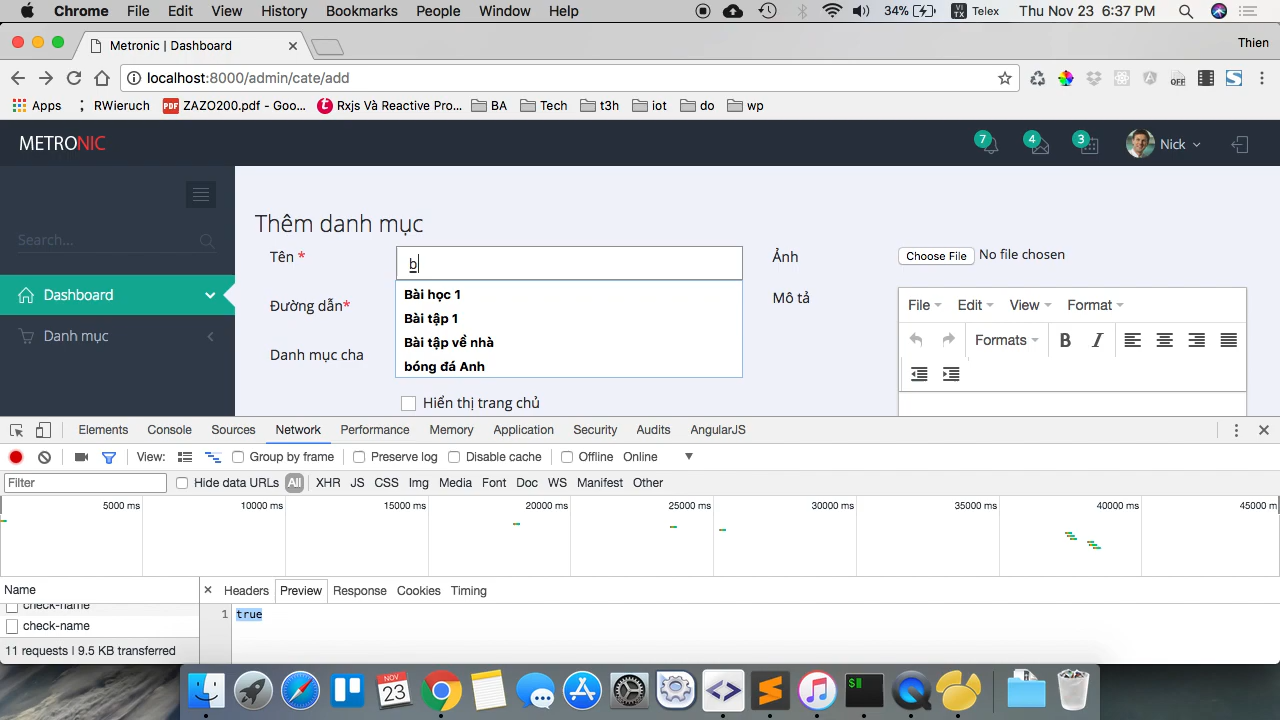 Chrome File Edit View History Bookmarks People Window Help 34% VI TX Telex Thu Nov 23 6:37 PM
Metronic | Dashboard Thien
localhost:8000/admin/cate/add OFF
Apps RWieruch PDF ZAZO200.pdf - Goo... t Rxjs Và Reactive Pro... BA Tech t3h iot do wp
METRONIC 7 4 3 Nick
Search...
Dashboard
Danh mục
Thêm danh mục
Tên * b
Bài học 1
Bài tập 1
Bài tập về nhà
bóng đá Anh
Đường dẫn*
Danh mục cha
Hiển thị trang chủ
Ảnh Choose File No file chosen
Mô tả
File Edit View Format
Formats B I
Elements Console Sources Network Performance Memory Application Security Audits AngularJS
View: Group by frame Preserve log Disable cache Offline Online
Filter Hide data URLs All XHR JS CSS Img Media Font Doc WS Manifest Other
5000 ms 10000 ms 15000 ms 20000 ms 25000 ms 30000 ms 35000 ms 40000 ms 45000 m
Name Headers Preview Response Cookies Timing
check-name
check-name
1 true
11 requests | 9.5 KB transferred
NOV
23